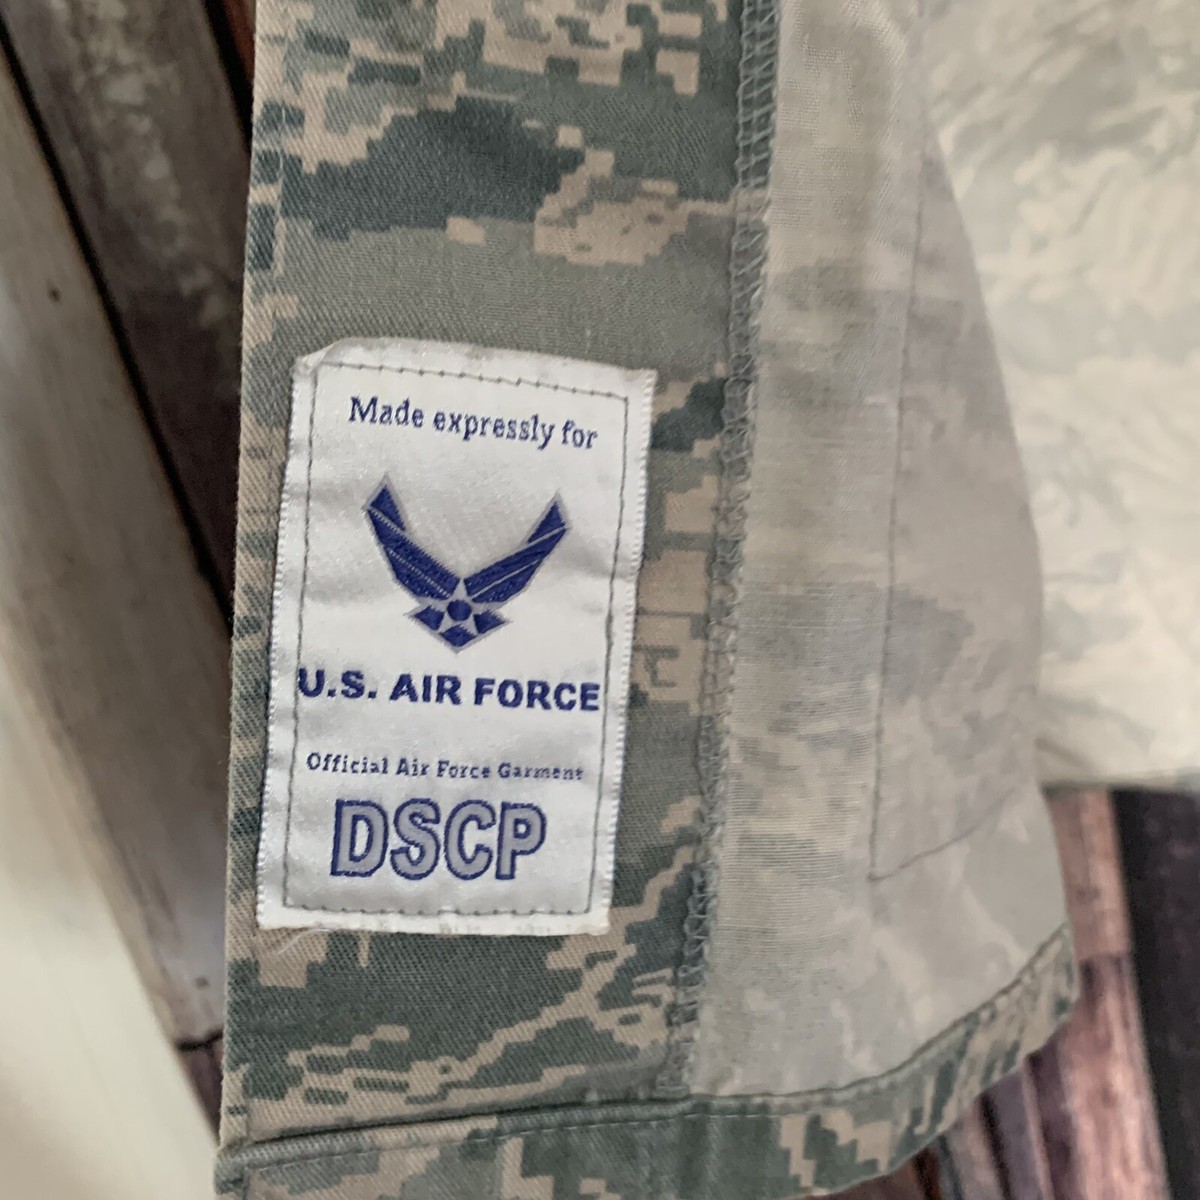 Made expressly for
U.S. AIR FORCE
Official Air Force Garment
DSCP